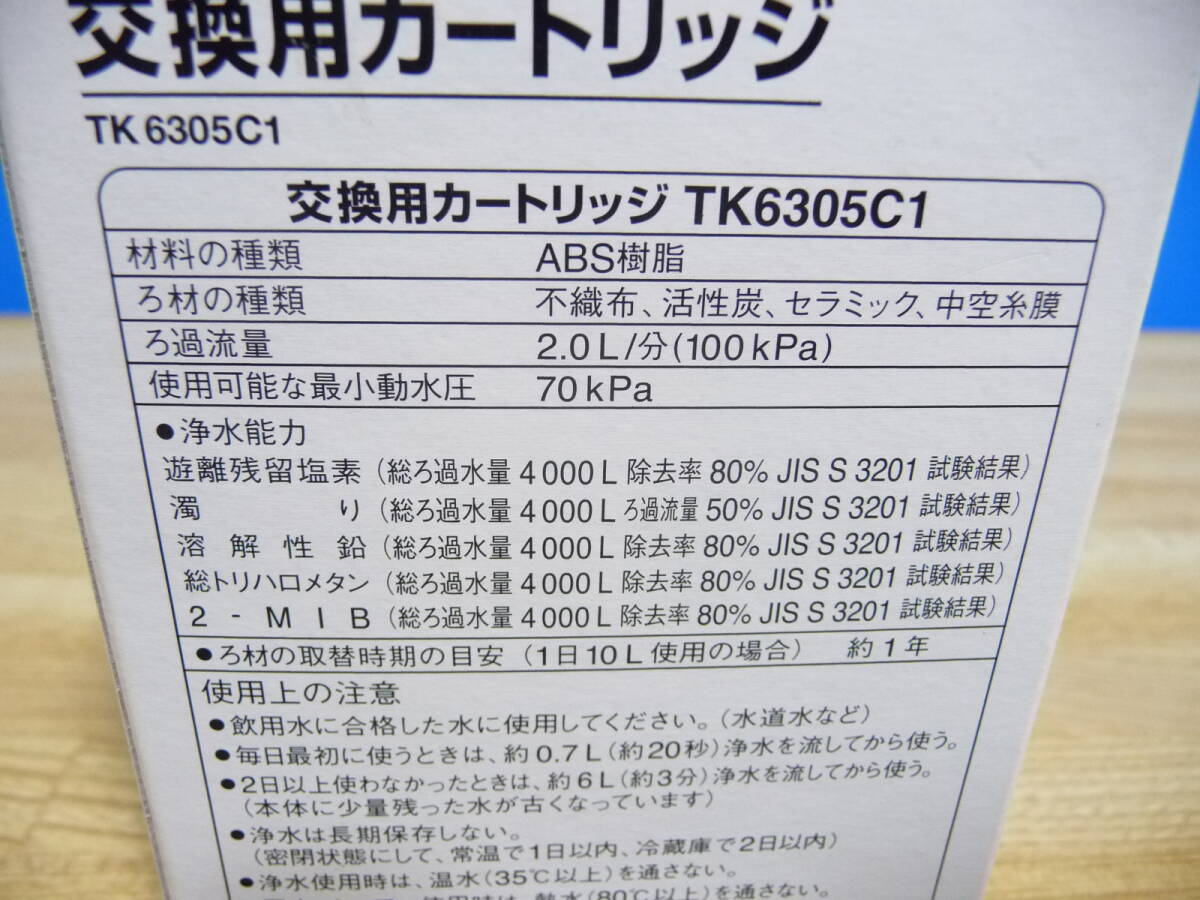 交換用カートリッジ
TK 6305C1
交換用カートリッジ TK6305C1
材料の種類 ABS樹脂
ろ材の種類 不織布、活性炭、セラミック、中空糸膜
ろ過流量 2.0L/分(100kPa)
使用可能な最小動水圧 70kPa
●浄水能力
遊離残留塩素(総ろ過水量4000L 除去率80% JIS S 3201 試験結果)
濁り(総ろ過水量4000L ろ過流量50% JIS S 3201 試験結果)
溶解性鉛(総ろ過水量4000L 除去率80% JIS S 3201 試験結果)
総トリハロメタン(総ろ過水量4000L 除去率80% JIS S 3201 試験結果)
2-MIB(総ろ過水量4000L 除去率80% JIS S 3201 試験結果)
●ろ材の取替時期の目安(1日10L使用の場合) 約1年
使用上の注意
●飲用水に合格した水に使用してください。(水道水など)
●毎日最初に使うときは、約0.7L(約20秒)浄水を流してから使う。
●2日以上使わなかったときは、約6L(約3分)浄水を流してから使う。
(本体に少量残った水が古くなっています)
●浄水は長期保存しない。
(密閉状態にして、常温で1日以内、冷蔵庫で2日以内)
●浄水使用時は、温水(35℃以上)を通さない。
使用時は、熱水(80℃以上)を通さない。